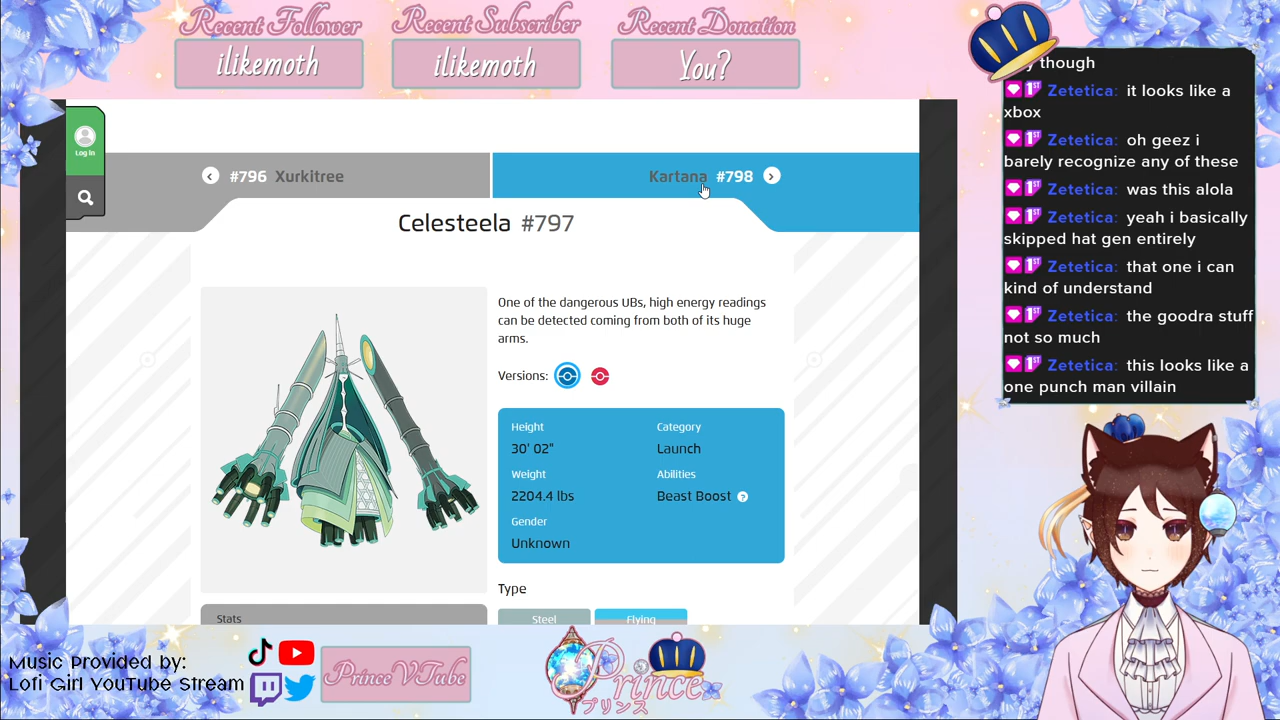 Recent Follower
ilikemoth
Recent Subscriber
ilikemoth
Recent Donation
You?
Log In
#796 Xurkitree
Kartana #798
Celesteela #797
One of the dangerous UBs, high energy readings
can be detected coming from both of its huge
arms.
Versions:
Height
30' 02"
Category
Launch
Weight
2204.4 lbs
Abilities
Beast Boost ?
Gender
Unknown
Type
Steel
Flying
Stats
though
Zetetica: it looks like a
xbox
Zetetica: oh geez i
barely recognize any of these
Zetetica: was this alola
Zetetica: yeah i basically
skipped hat gen entirely
Zetetica: that one i can
kind of understand
Zetetica: the goodra stuff
not so much
Zetetica: this looks like a
one punch man villain
Music Provided by:
Lofi Girl YouTube Stream
Prince VTube
Prince
プリンス